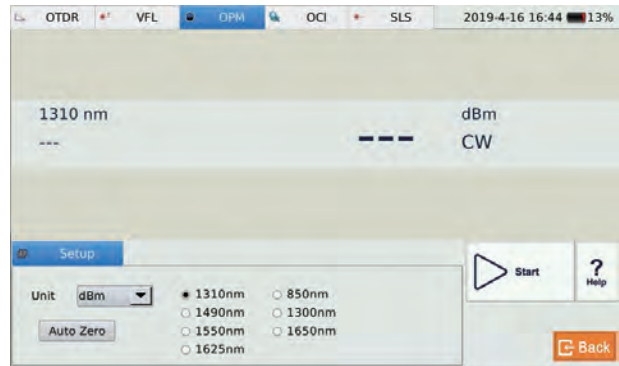 OTDR VFL OPM OCI SLS 2019-4-16 16:44 13%
1310 nm dBm
--- --- CW
Setup
Start ? Help
Unit dBm 1310nm 850nm
1490nm 1300nm
Auto Zero 1550nm 1650nm
1625nm
Back